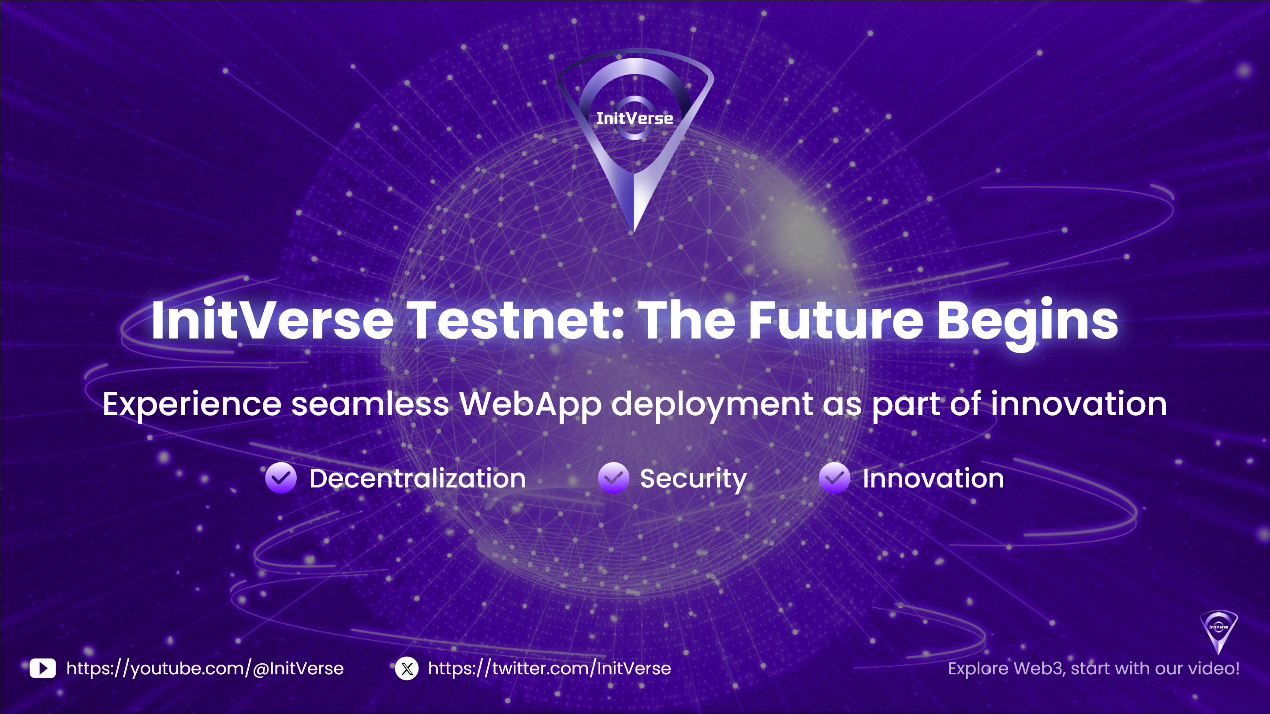 InitVerse
InitVerse Testnet: The Future Begins
Experience seamless WebApp deployment as part of innovation
Decentralization Security Innovation
InitVerse
https://youtube.com/@InitVerse https://twitter.com/InitVerse Explore Web3, start with our video!